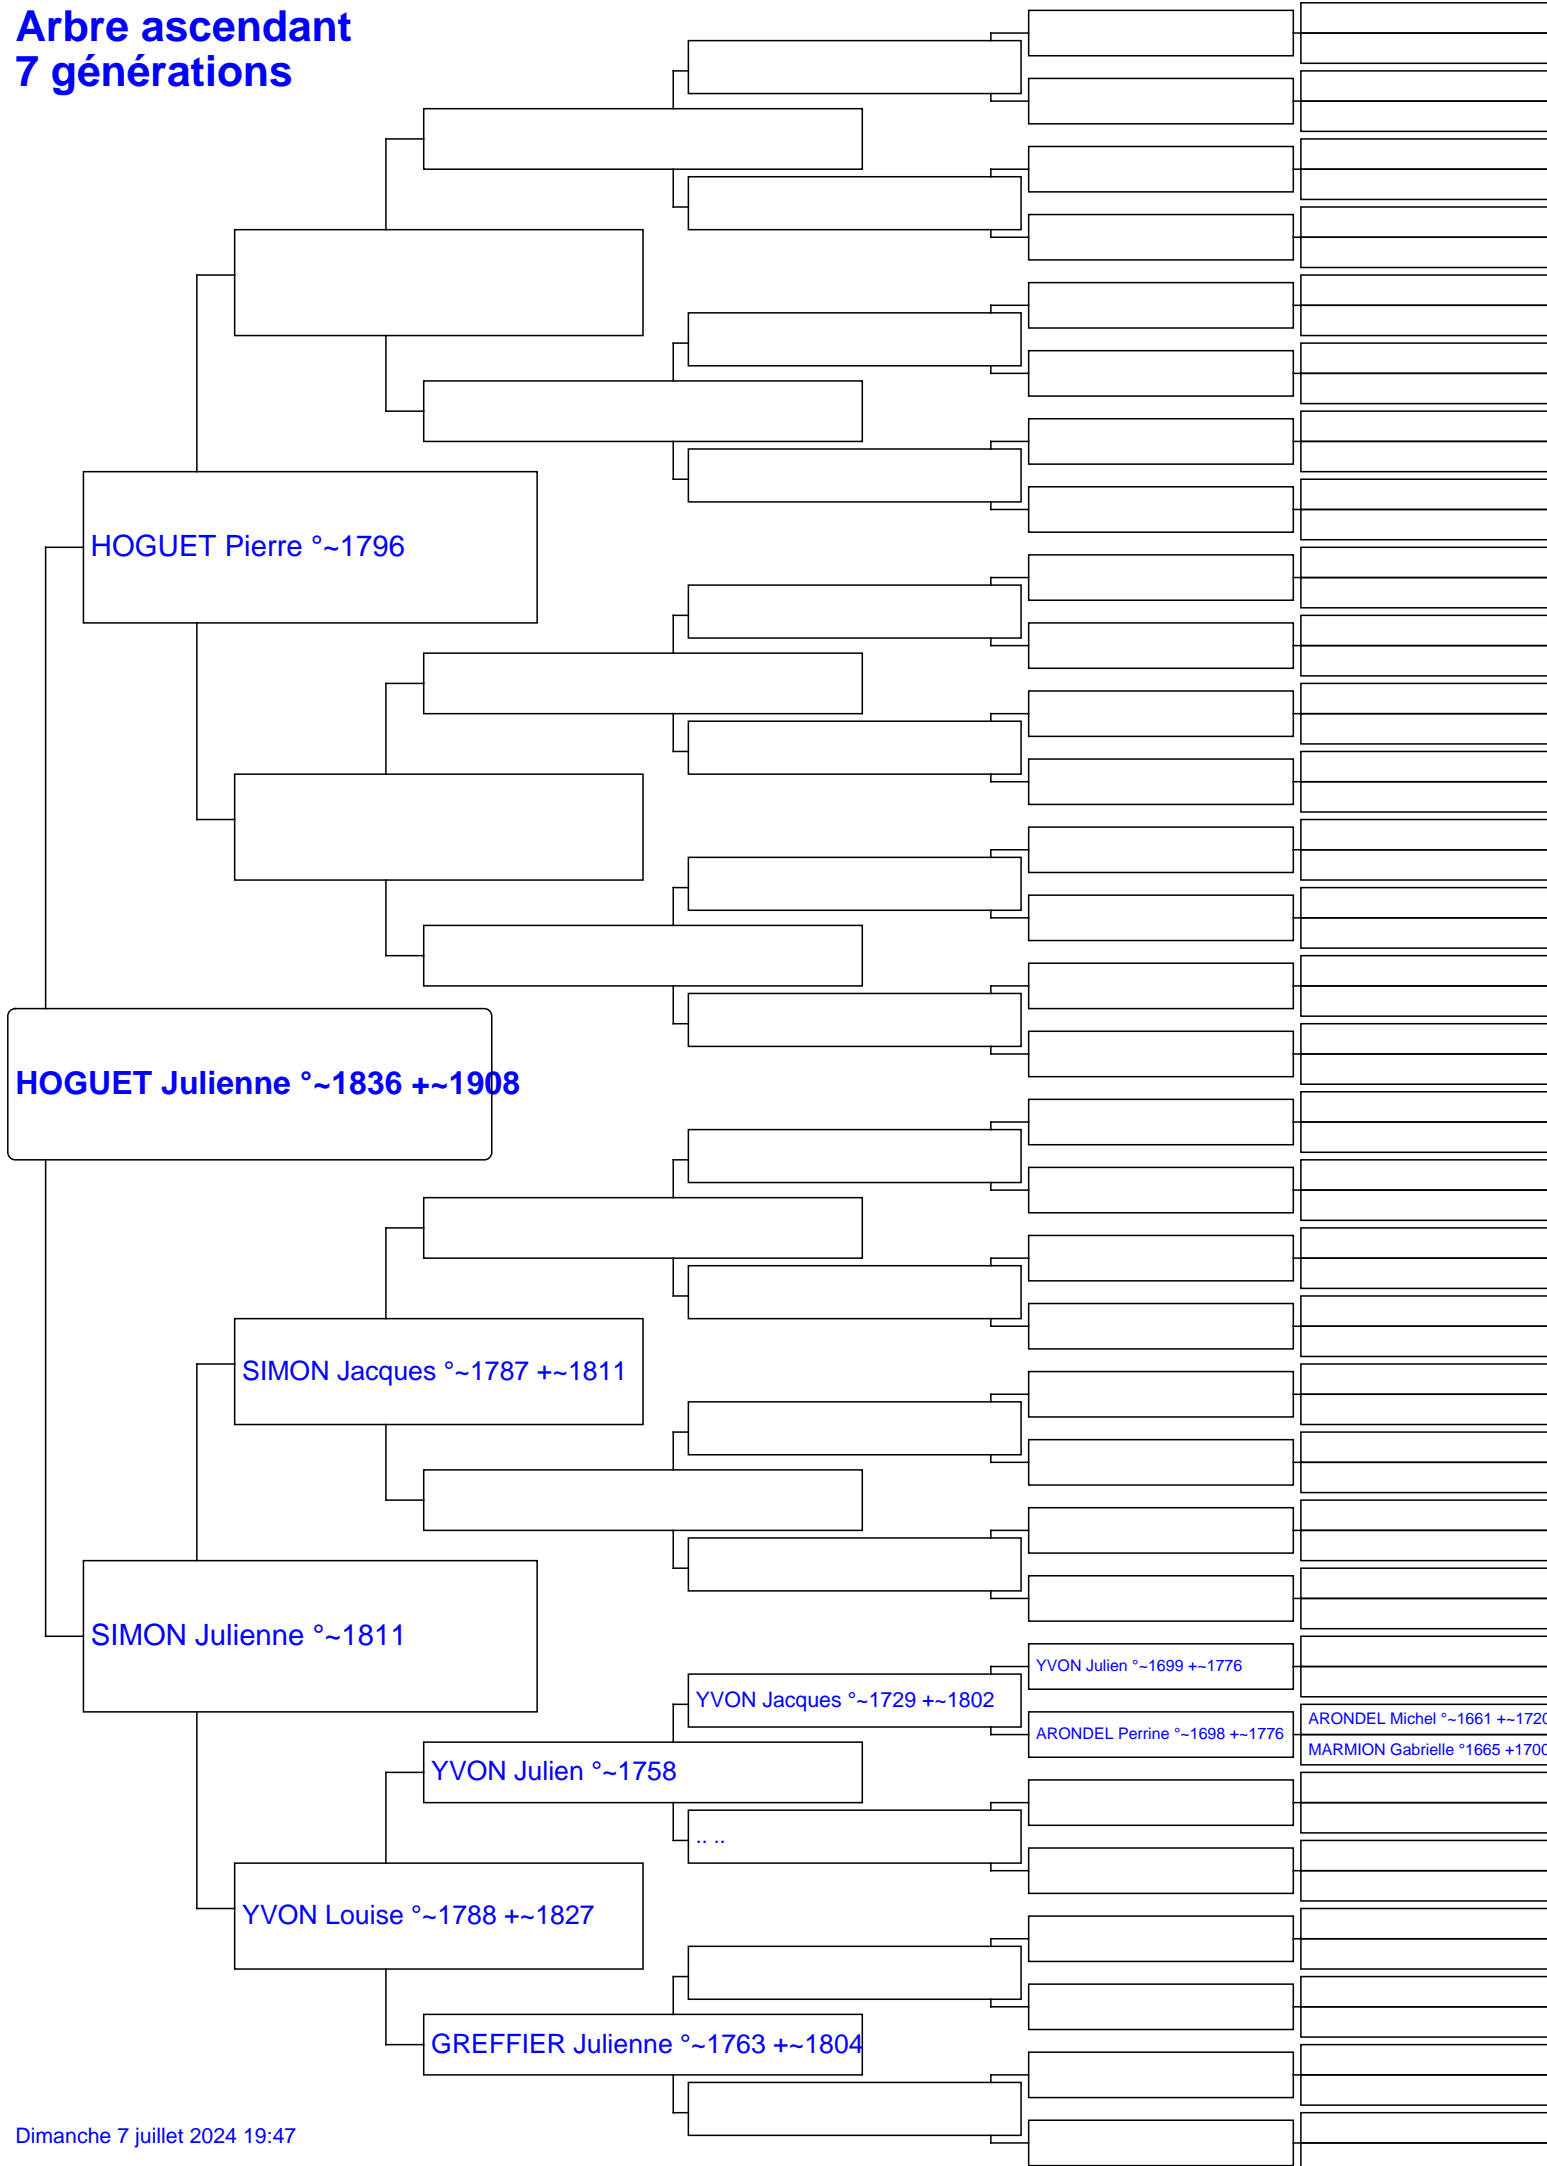 Arbre ascendant
7 générations
HOGUET Pierre °~1796
HOGUET Julienne °~1836 +~1908
SIMON Jacques °~1787 +~1811
SIMON Julienne °~1811
YVON Julien °~1699 +~1776
YVON Jacques °~1729 +~1802
ARONDEL Michel °~1661 +~1720
ARONDEL Perrine °~1698 +~1776
MARMION Gabrielle °1665 +1700
YVON Julien °~1758
.. ..
YVON Louise °~1788 +~1827
GREFFIER Julienne °~1763 +~1804
Dimanche 7 juillet 2024 19:47